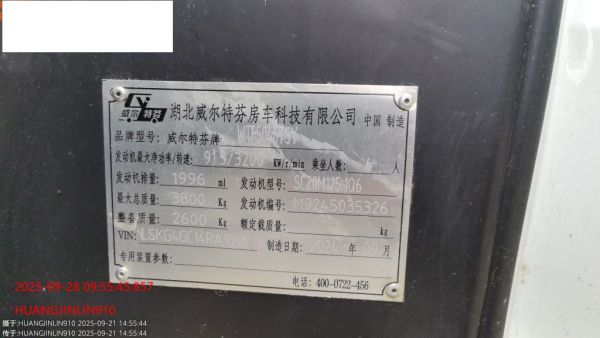 威尔特芬
湖北威尔特芬房车科技有限公司 中国 制造
品牌型号: 威尔特芬牌
发动机最大净功率/转速: 91.5/3200 kW/r/min 乘坐人数: 人
发动机排量: 1996 ml 发动机型号: SC20M125 106
最大总质量: 3800 Kg 发动机编号: M9245035326
整备质量: 2600 Kg 额定载质量: kg
VIN: 制造日期: 2024 年 09 月
专用装置参数:
电话: 400-0722-456
2025-09-28 09:55:45.857
HUANGJINLIN910
摄于:HUANGJINLIN910 2025-09-21 14:55:44
传于:HUANGJINLIN910 2025-09-21 14:55:44